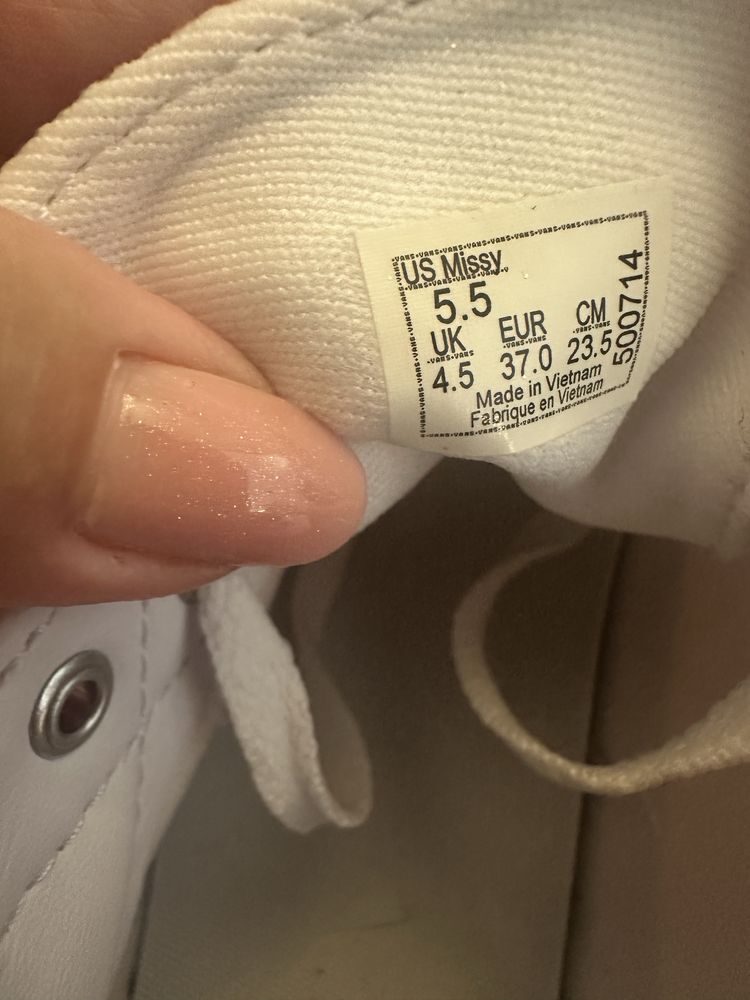 US Missy
5.5
UK EUR CM
4.5 37.0 23.5
Made in Vietnam
Fabrique en Vietnam
500714